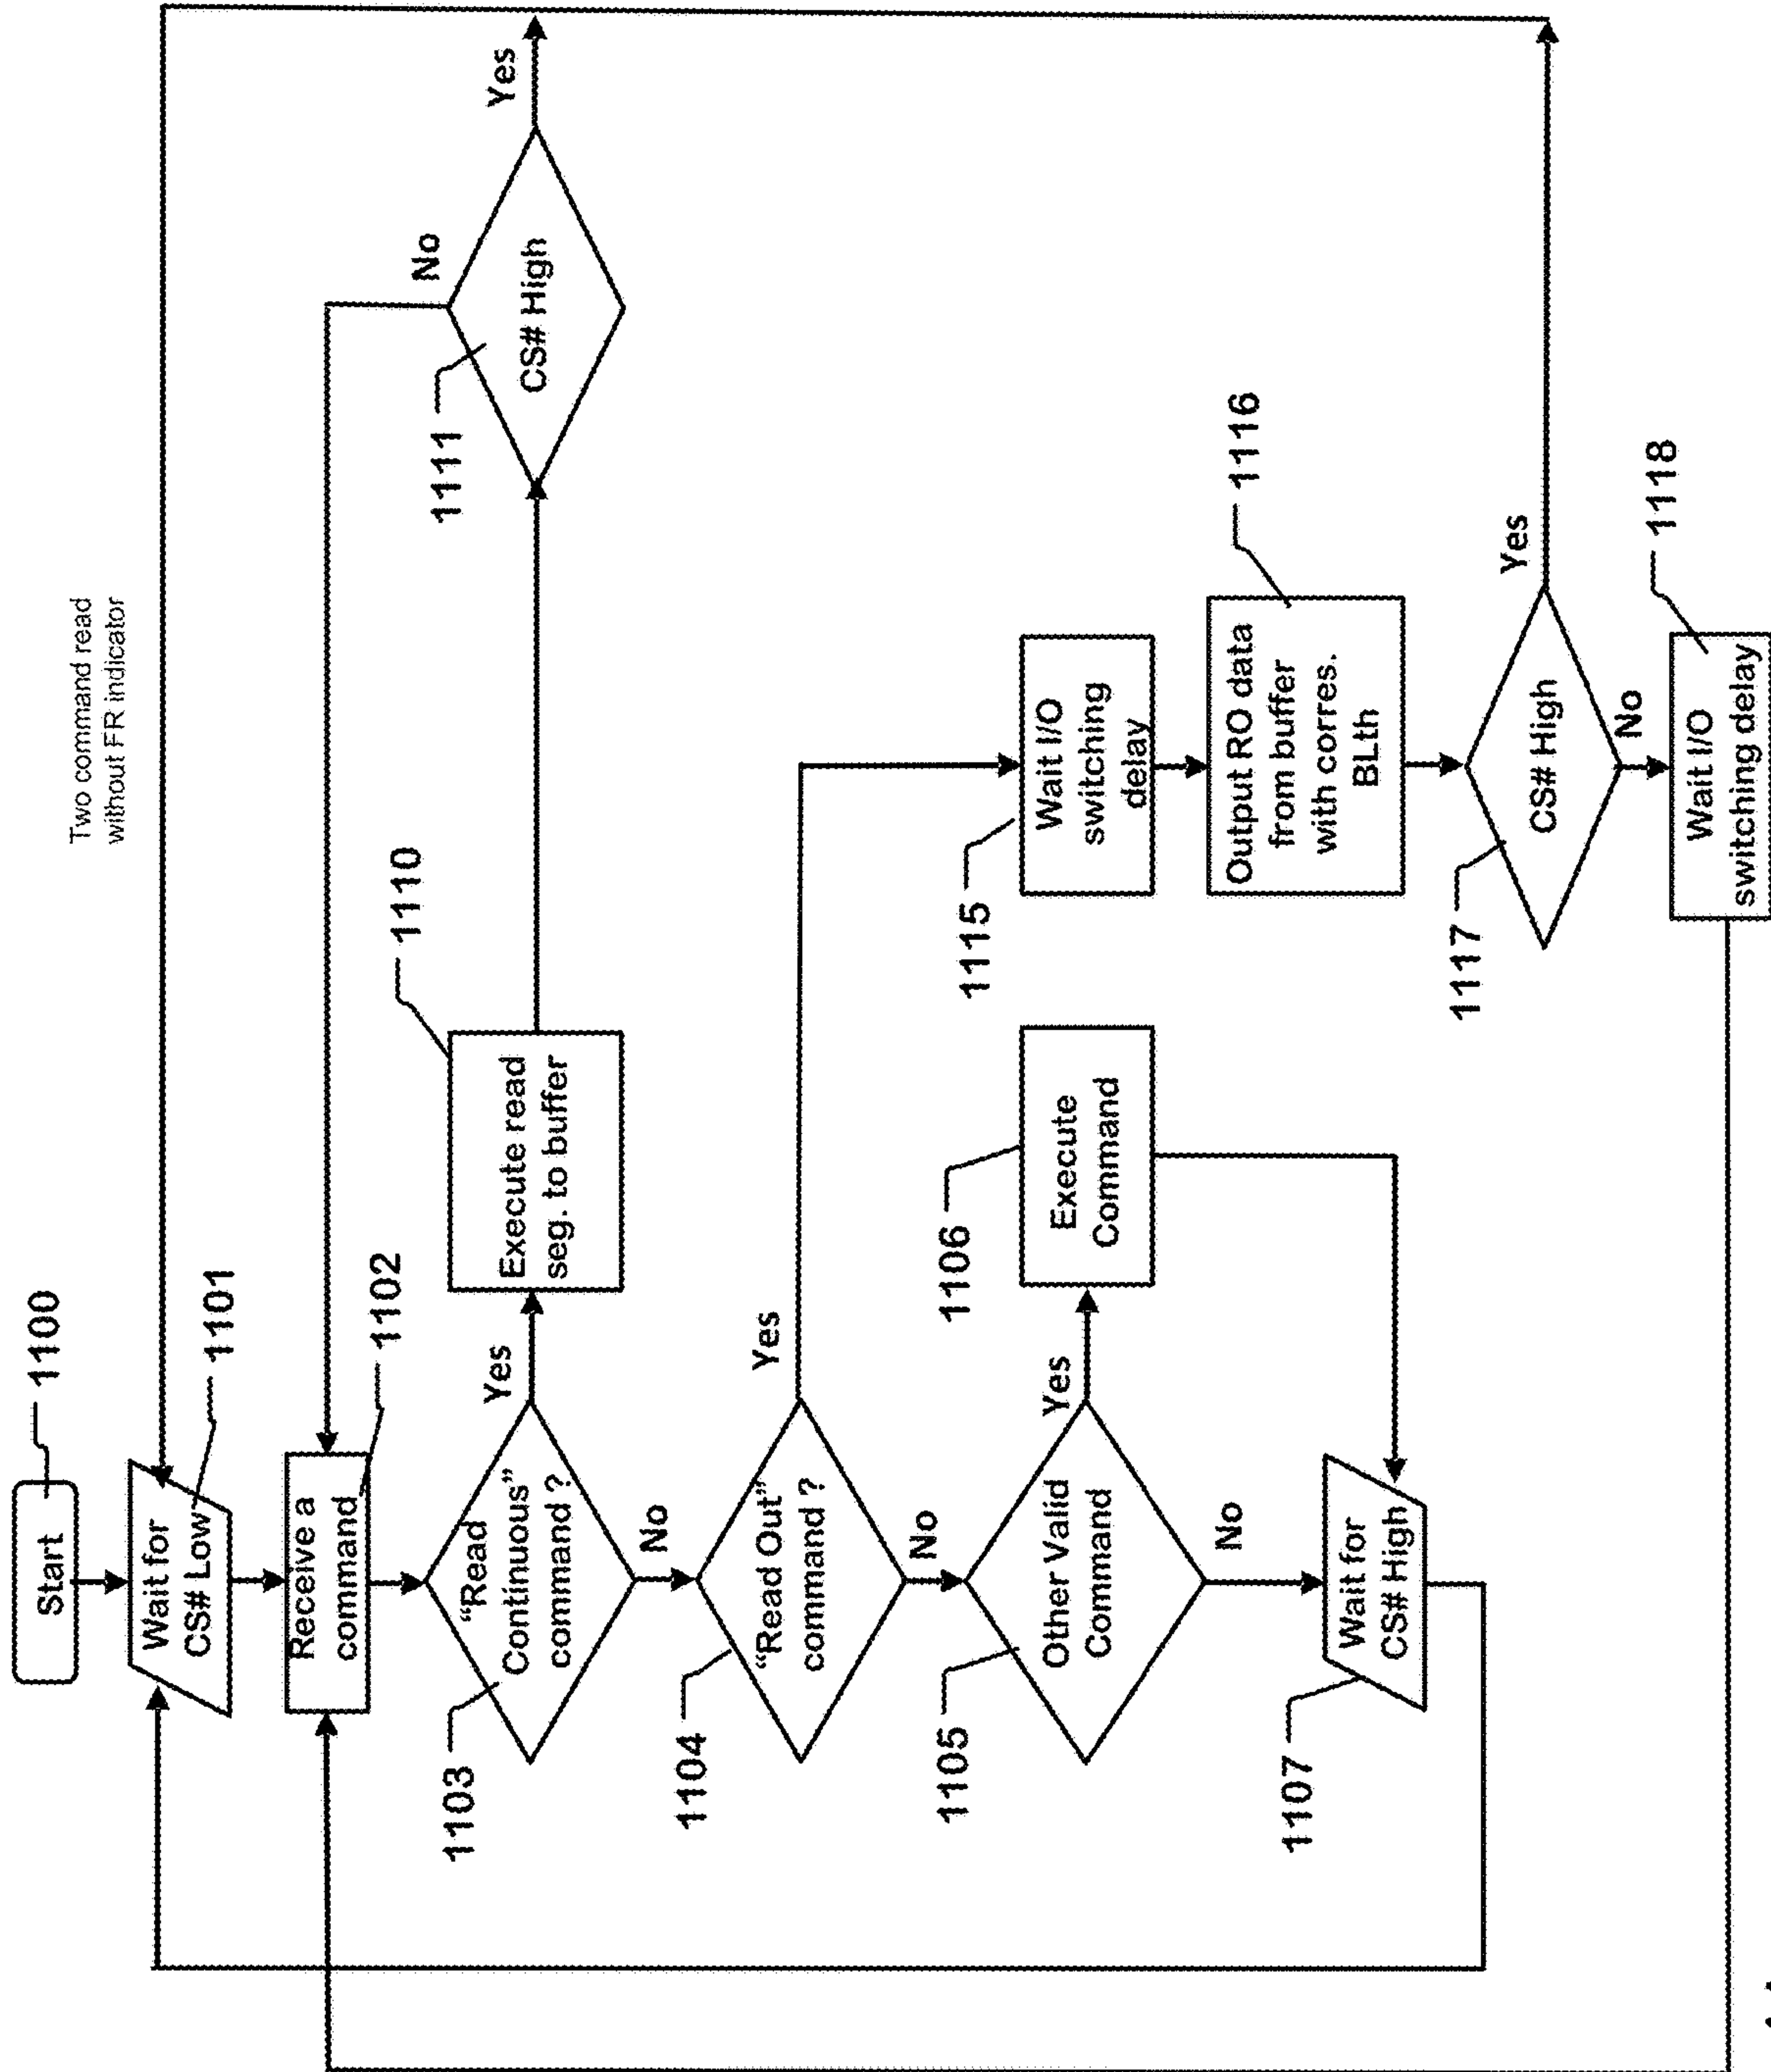 Two command read
without FR indicator
Start
1100
Wait for
CS# Low
1101
Receive a
command
1102
"Read
Continuous"
command ?
1103
Yes
No
Execute read
seg. to buffer
1110
CS# High
1111
No
Yes
"Read Out"
command ?
1104
Yes
No
Wait I/O
switching
delay
1115
Output RO data
from buffer
with corres.
BLth
1116
CS# High
1117
Yes
No
Wait I/O
switching delay
1118
Other Valid
Command
1105
Yes
No
Execute
Command
1106
Wait for
CS# High
1107